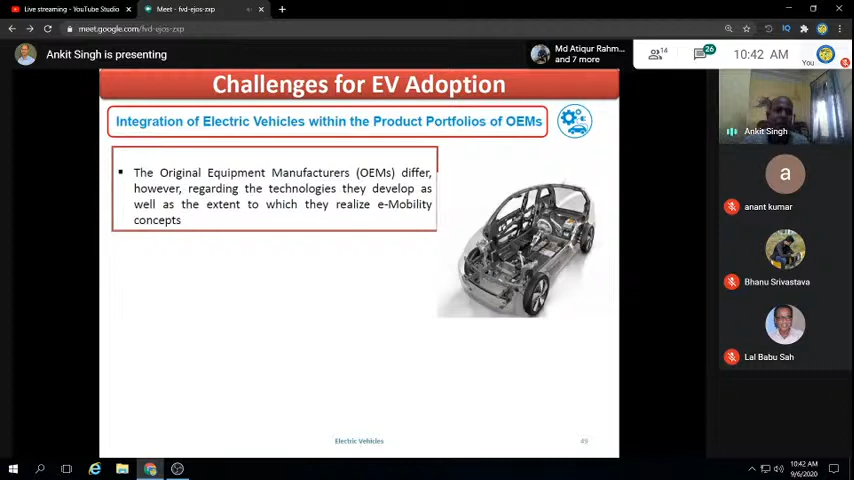 Live streaming - YouTube Studio
Meet - fvd-ejos-zxp
meet.google.com/fvd-ejos-zxp
Ankit Singh is presenting
Md Atiqur Rahm...
and 7 more
14
26
10:42 AM
You
Challenges for EV Adoption
Integration of Electric Vehicles within the Product Portfolios of OEMs
▪ The Original Equipment Manufacturers (OEMs) differ,
however, regarding the technologies they develop as
well as the extent to which they realize e-Mobility
concepts
Electric Vehicles
49
Ankit Singh
a
anant kumar
Bhanu Srivastava
Lal Babu Sah
10:42 AM
9/6/2020